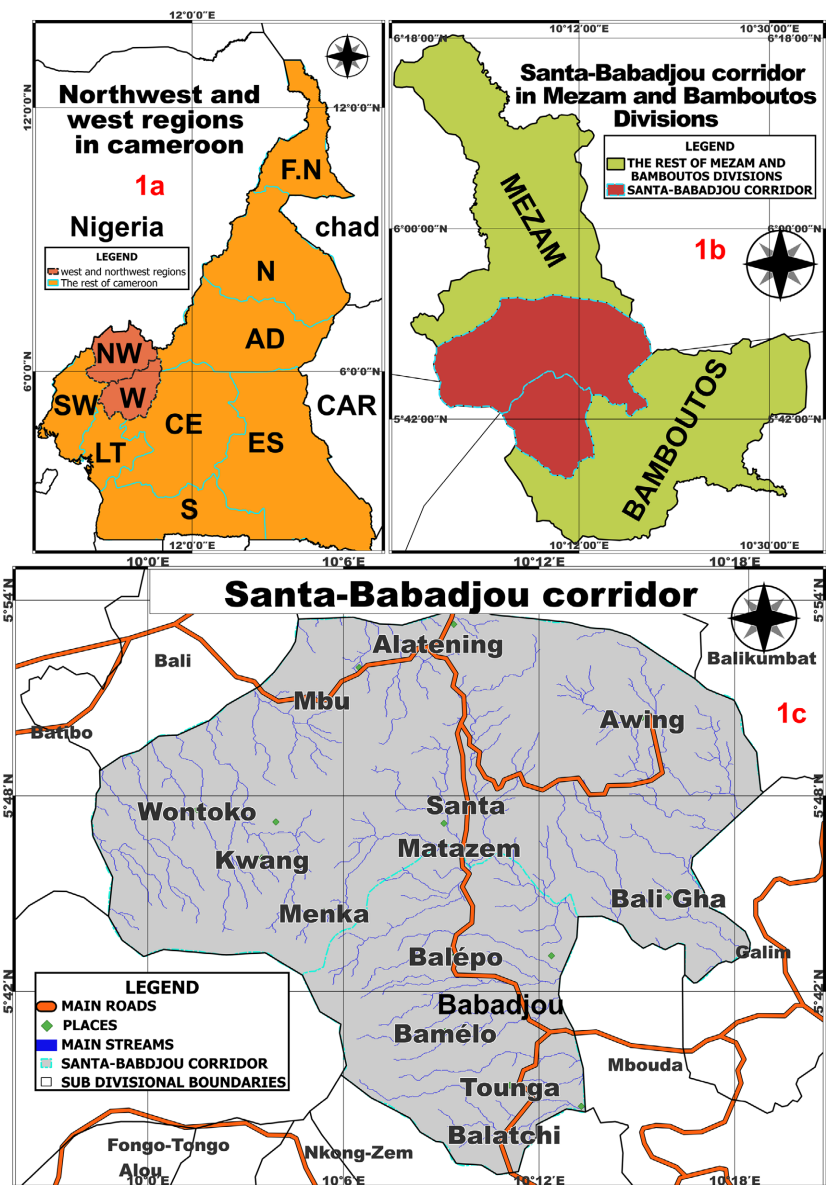 12°0'0"E
Northwest and
west regions
in cameroon
1a
12°0'0"N
12°0'0"N
F.N
Nigeria
chad
LEGEND
west and northwest regions
The rest of cameroon
N
AD
NW
6°0'0"N
6°0'0"N
W
SW
CAR
CE
ES
LT
S
12°0'0"E
10°12'00"E
10°30'00"E
6°18'00"N
6°18'00"N
Santa-Babadjou corridor
in Mezam and Bamboutos
Divisions
LEGEND
THE REST OF MEZAM AND
BAMBOUTOS DIVISIONS
SANTA-BABADJOU CORRIDOR
MEZAM
6°00'00"N
6°00'00"N
1b
BAMBOUTOS
5°42'00"N
5°42'00"N
10°12'00"E
10°30'00"E
10°0'E
10°6'E
10°12'E
10°18'E
5°54'N
5°54'N
Santa-Babadjou corridor
Alatening
Bali
Balikumbat
Mbu
1c
Awing
Batibo
5°48'N
5°48'N
Santa
Wontoko
Matazem
Kwang
Bali Gha
Menka
Galim
Balépo
5°42'N
5°42'N
LEGEND
MAIN ROADS
PLACES
MAIN STREAMS
SANTA-BABDJOU CORRIDOR
SUB DIVISIONAL BOUNDARIES
Babadjou
Bamélo
Mbouda
Tounga
Balatchi
Fongo-Tongo
Nkong-Zem
Alou
10°0'E
10°6'E
10°12'E
10°18'E